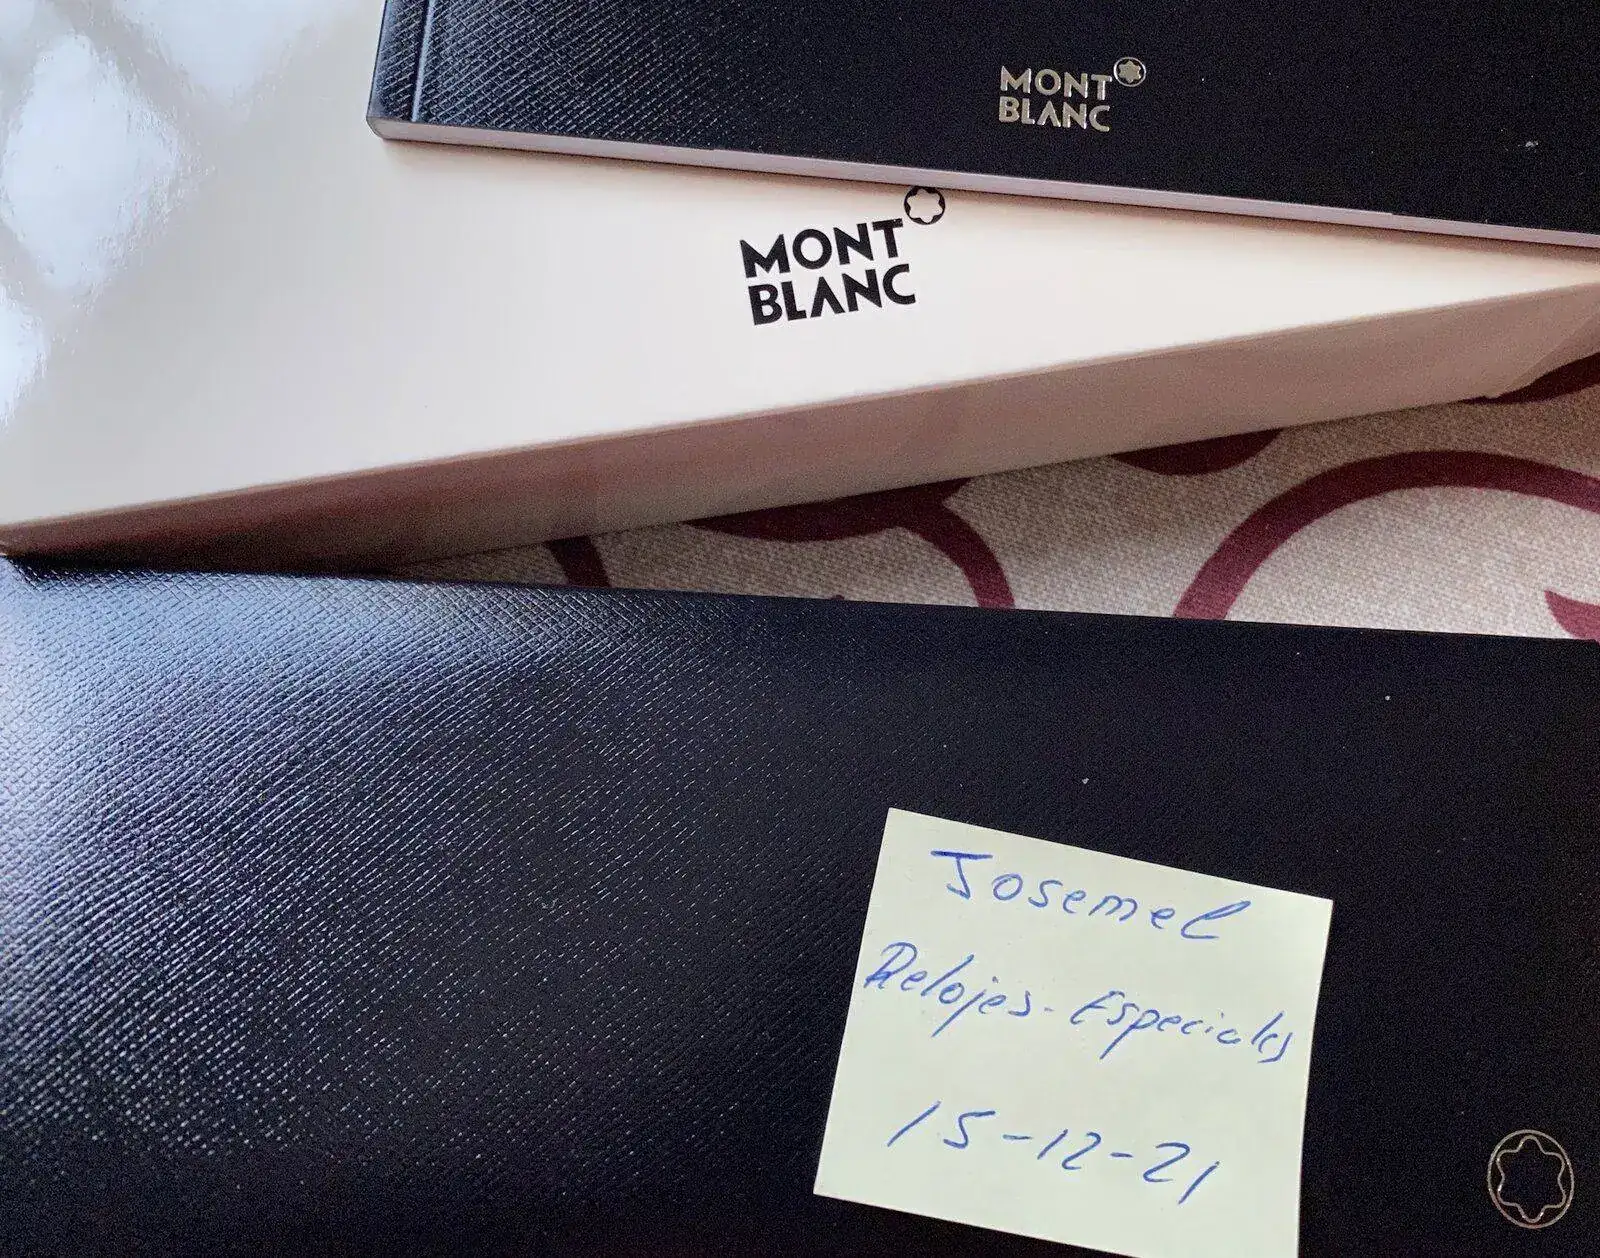 MONT
BLANC
MONT
BLANC
Josemel
Relojes-Especiales
15-12-21